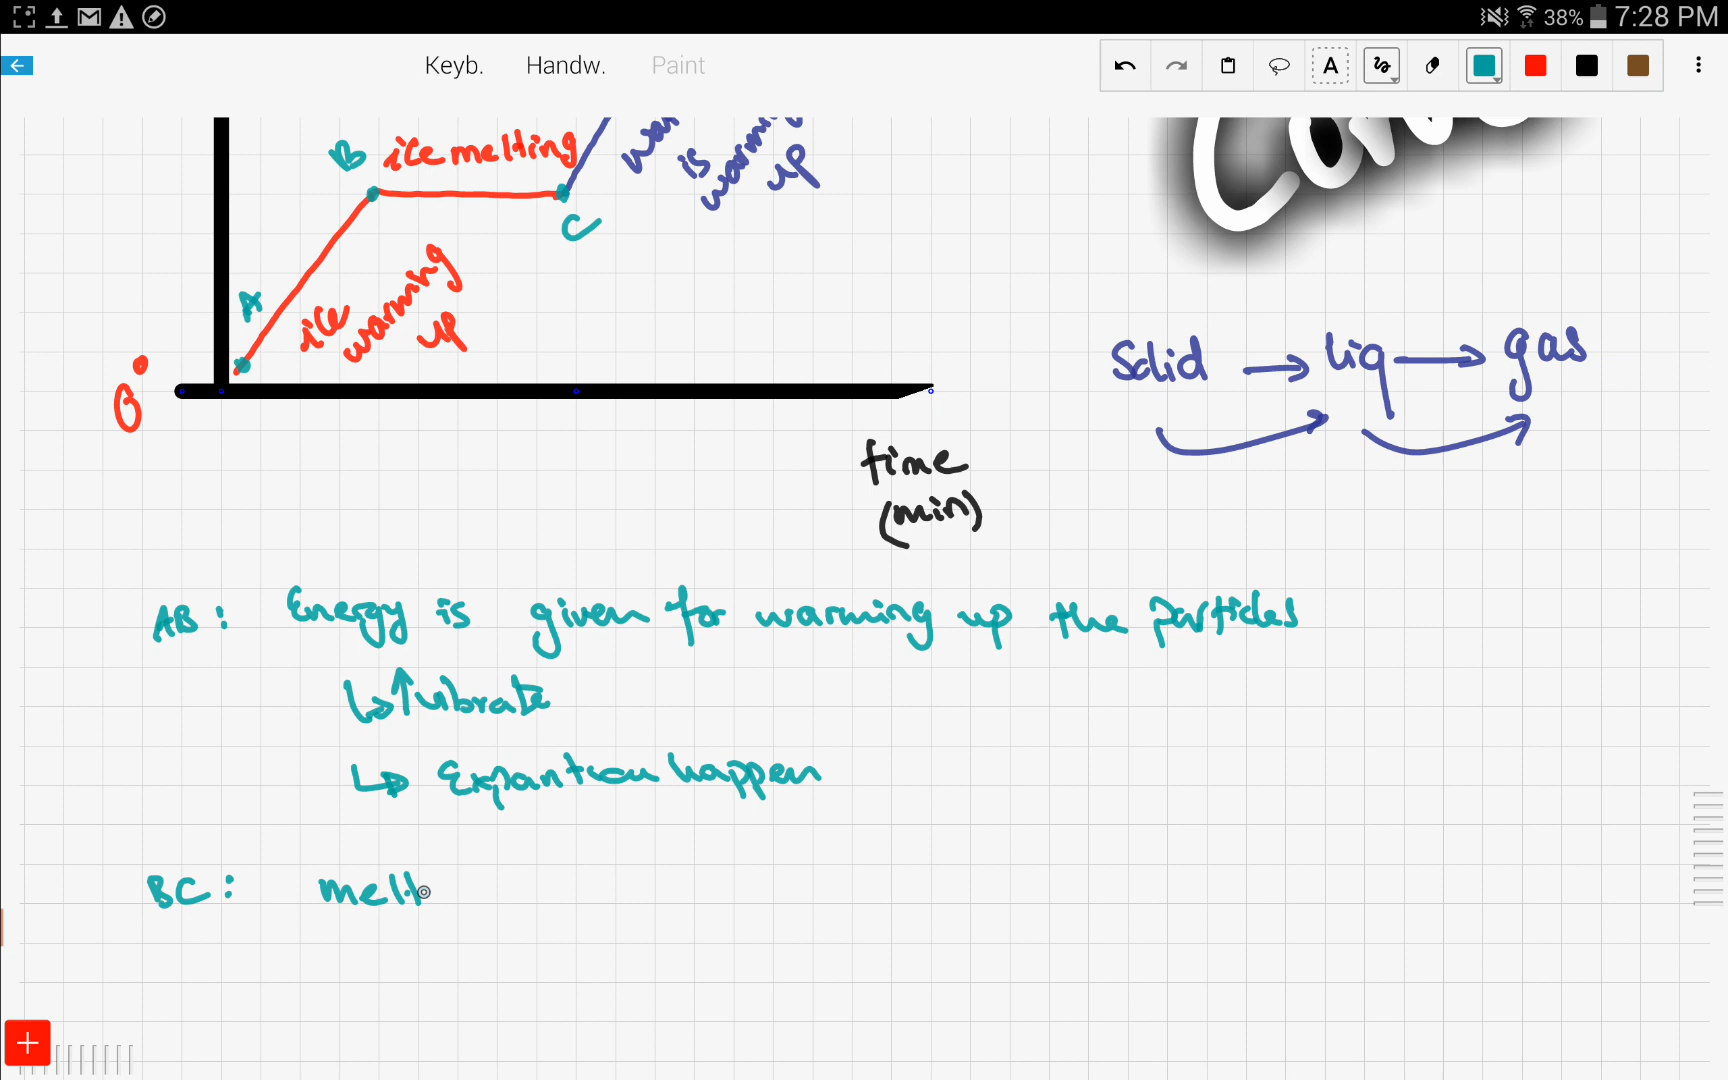 38% 7:28 PM
Keyb. Handw. Paint
A
B ice melting
is warming up
C
A
ice warming up
0°
time
(min)
Solid → liq → gas
AB: Energy is given for warming up the particles
↳ ↑ vibrate
↳ Expantion happen
BC: melt